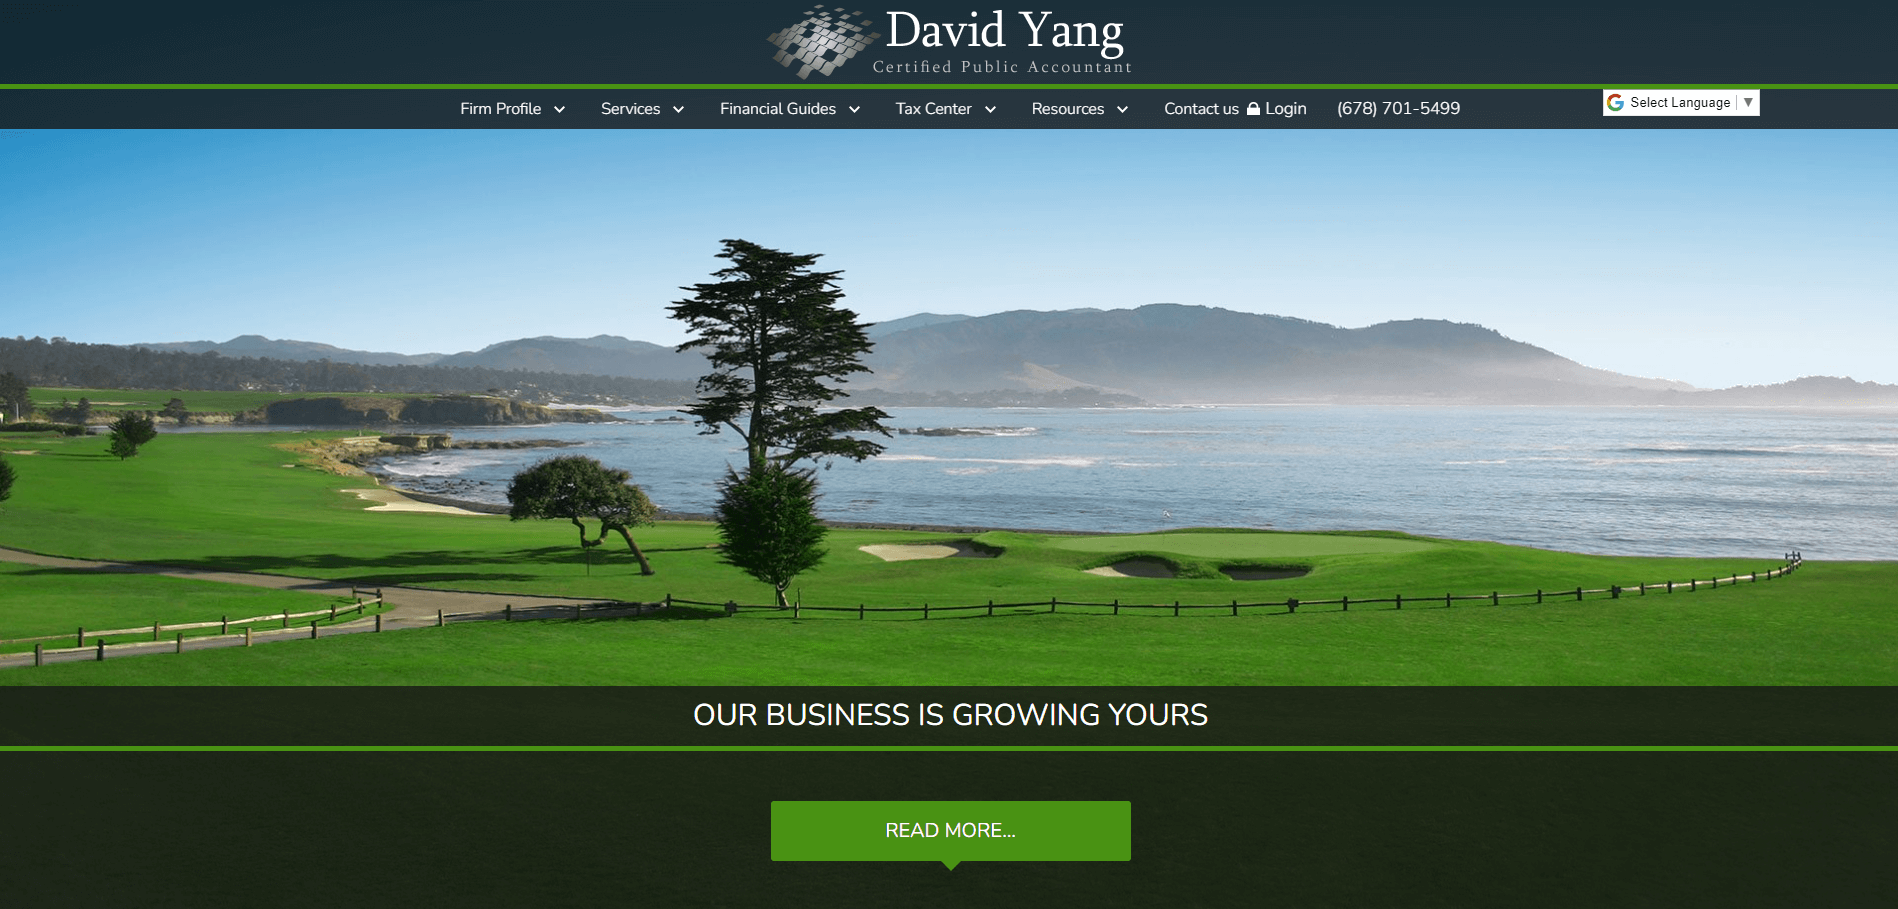 David Yang
Certified Public Accountant
Firm Profile Services Financial Guides Tax Center Resources Contact us Login (678) 701-5499 Select Language ▼
OUR BUSINESS IS GROWING YOURS
READ MORE...